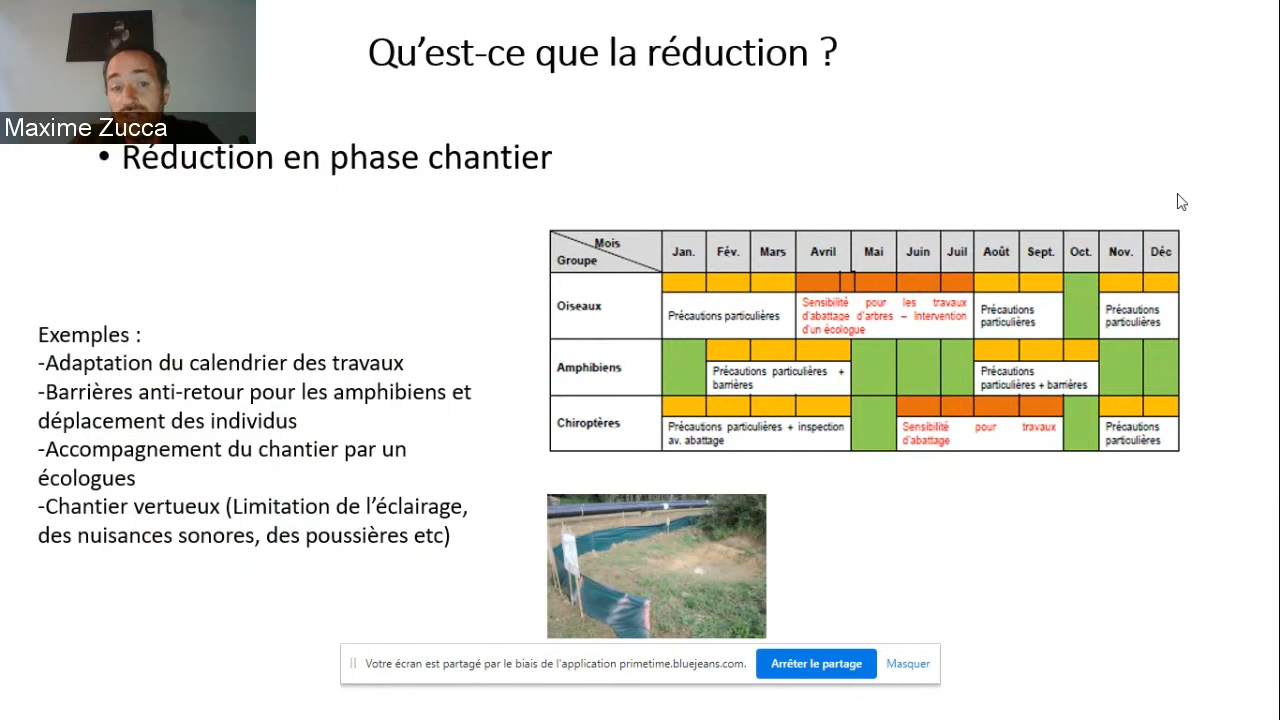 Qu’est-ce que la réduction ?
Maxime Zucca
• Réduction en phase chantier
Mois
Groupe
Jan. Fév. Mars Avril Mai Juin Juil Août Sept. Oct. Nov. Déc
Oiseaux
Précautions particulières
Sensibilité pour les travaux
d'abattage d'arbres – Intervention
d'un écologue
Précautions
particulières
Précautions
particulières
Amphibiens
Précautions particulières +
barrières
Précautions
particulières + barrières
Chiroptères
Précautions particulières + inspection
av. abattage
Sensibilité pour travaux
d'abattage
Précautions
particulières
Exemples :
-Adaptation du calendrier des travaux
-Barrières anti-retour pour les amphibiens et
déplacement des individus
-Accompagnement du chantier par un
écologues
-Chantier vertueux (Limitation de l’éclairage,
des nuisances sonores, des poussières etc)
Votre écran est partagé par le biais de l'application primetime.bluejeans.com.
Arrêter le partage
Masquer